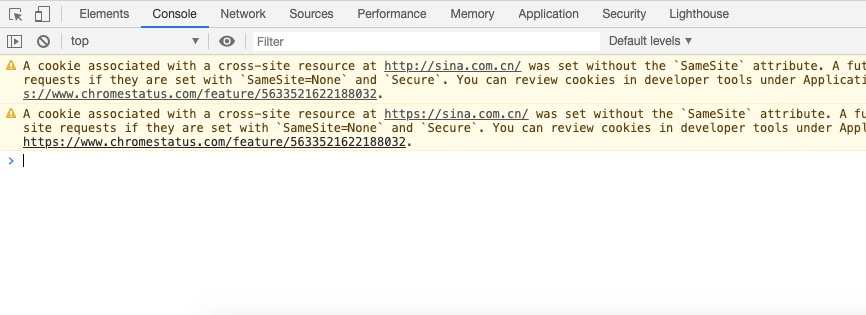 Elements Console Network Sources Performance Memory Application Security Lighthouse
top Filter Default levels
A cookie associated with a cross-site resource at http://sina.com.cn/ was set without the `SameSite` attribute. A fut
requests if they are set with `SameSite=None` and `Secure`. You can review cookies in developer tools under Applicati
s://www.chromestatus.com/feature/5633521622188032.
A cookie associated with a cross-site resource at https://sina.com.cn/ was set without the `SameSite` attribute. A fu
site requests if they are set with `SameSite=None` and `Secure`. You can review cookies in developer tools under Appl
https://www.chromestatus.com/feature/5633521622188032.